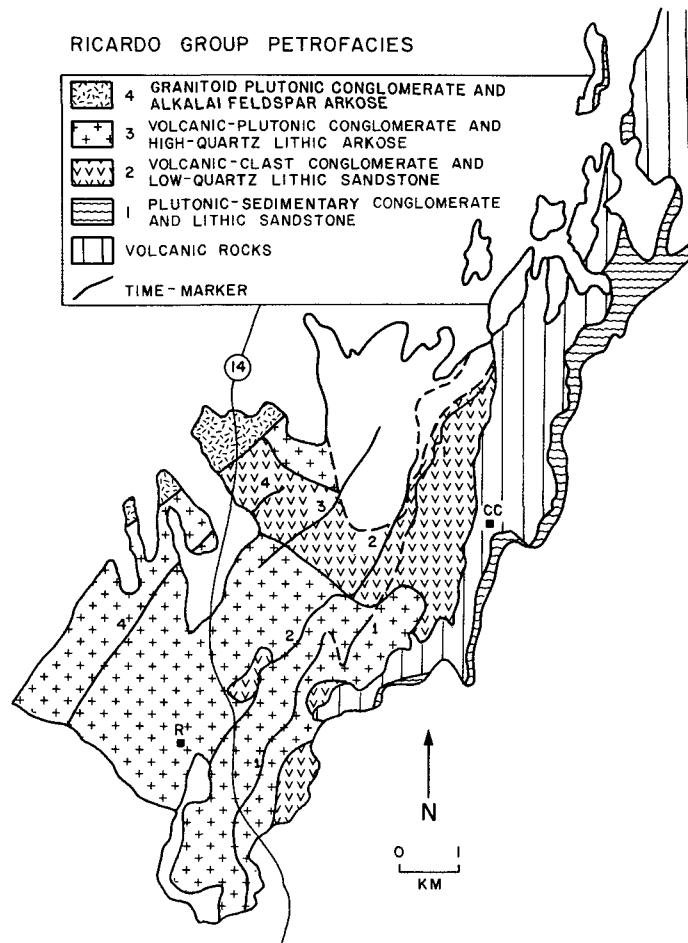 RICARDO GROUP PETROFACIES
4 GRANITOID PLUTONIC CONGLOMERATE AND
ALKALAI FELDSPAR ARKOSE
3 VOLCANIC-PLUTONIC CONGLOMERATE AND
HIGH-QUARTZ LITHIC ARKOSE
2 VOLCANIC-CLAST CONGLOMERATE AND
LOW-QUARTZ LITHIC SANDSTONE
1 PLUTONIC-SEDIMENTARY CONGLOMERATE
AND LITHIC SANDSTONE
VOLCANIC ROCKS
TIME-MARKER
14
4
3
CC
2
4
2
1
R
1
N
0 1
KM